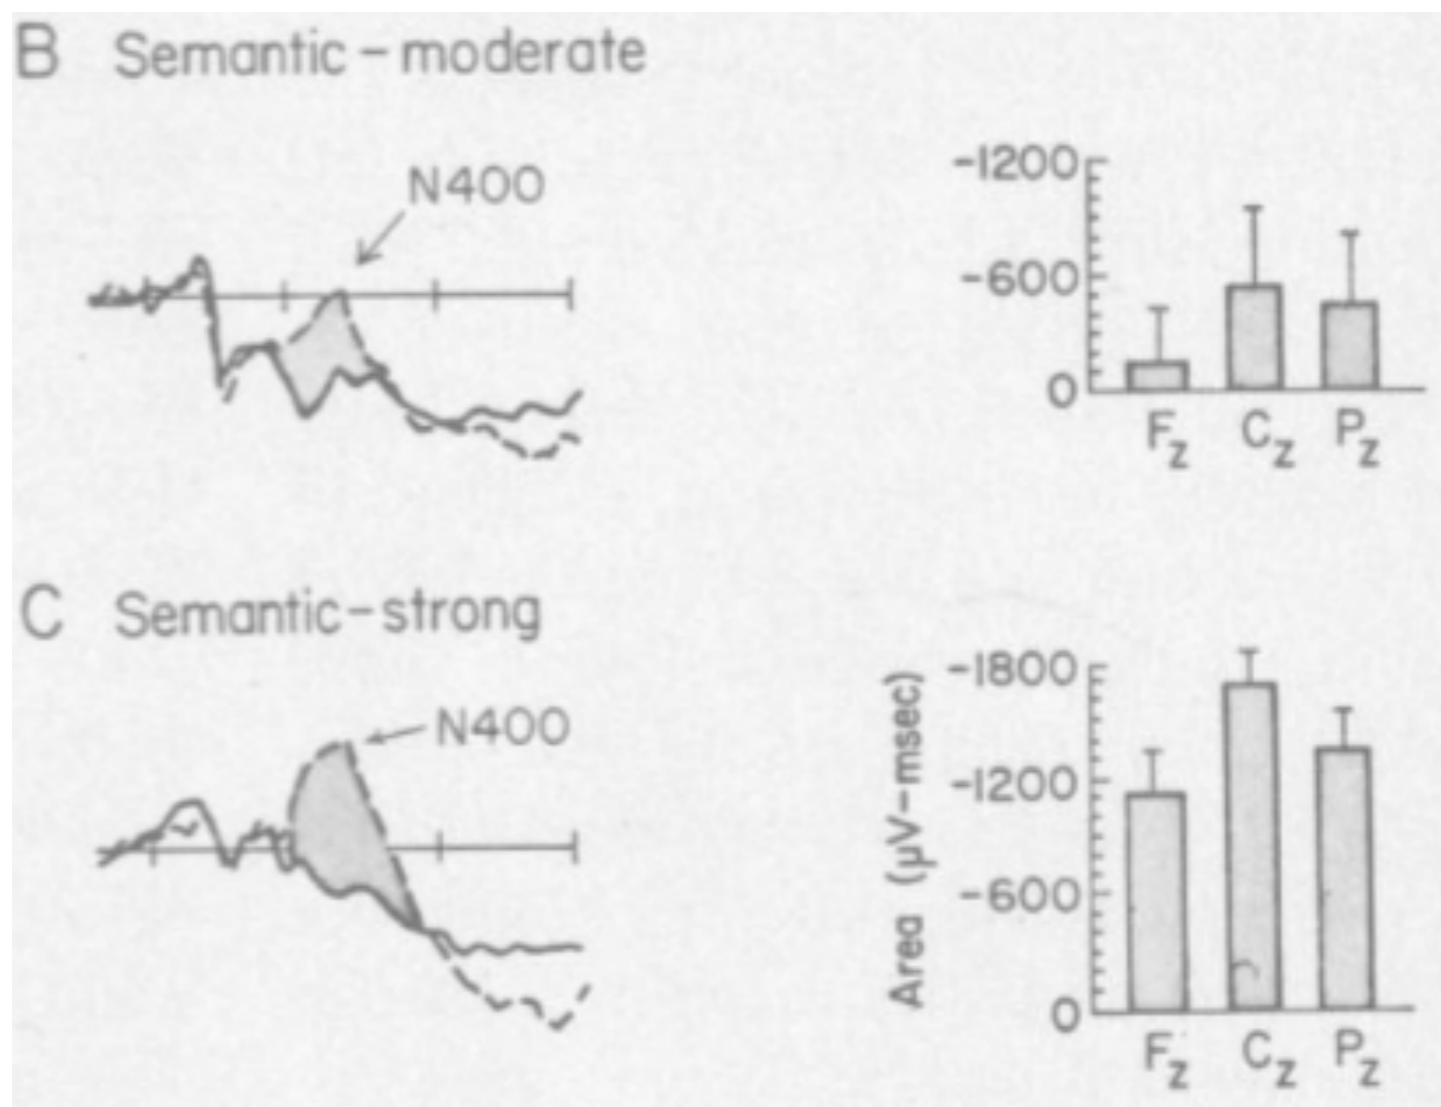 B Semantic-moderate
N400
-1200
-600
0
Fz Cz Pz
C Semantic-strong
N400
Area (μV-msec)
-1800
-1200
-600
0
Fz Cz Pz